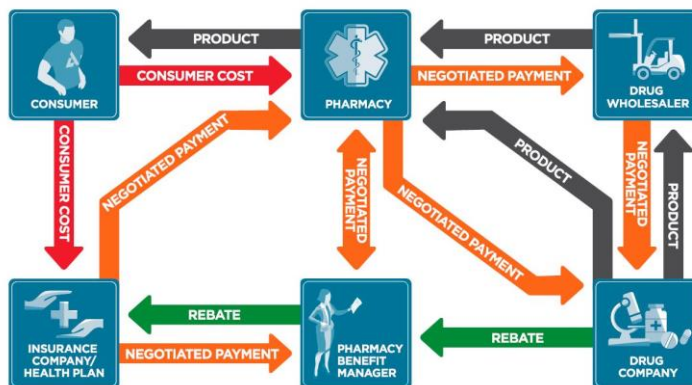 PRODUCT
PRODUCT
CONSUMER COST
NEGOTIATED PAYMENT
CONSUMER
PHARMACY
DRUG
WHOLESALER
CONSUMER COST
NEGOTIATED PAYMENT
NEGOTIATED
PAYMENT
NEGOTIATED PAYMENT
PRODUCT
NEGOTIATED
PAYMENT
PRODUCT
REBATE
REBATE
NEGOTIATED PAYMENT
INSURANCE
COMPANY/
HEALTH PLAN
PHARMACY
BENEFIT
MANAGER
DRUG
COMPANY